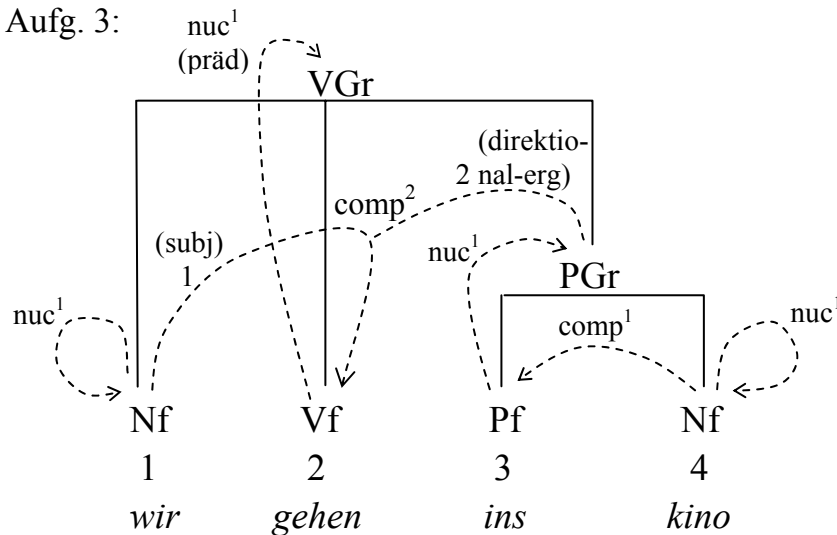 Aufg. 3:
nuc¹
(präd)
VGr
(direktio-
2 nal-erg)
comp²
(subj)
1
nuc¹
PGr
nuc¹
comp¹
nuc¹
Nf Vf Pf Nf
1 2 3 4
wir gehen ins kino